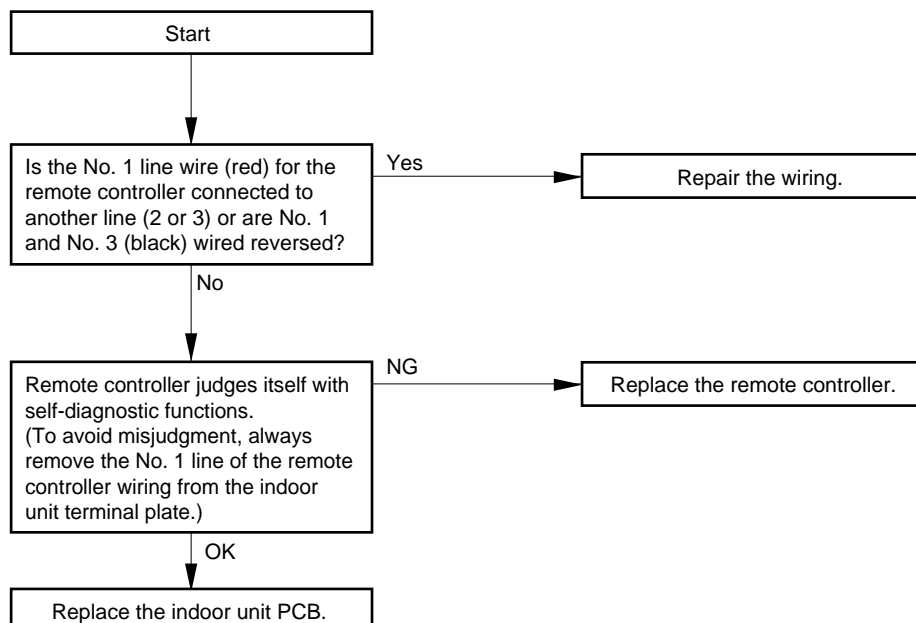 Start
Is the No. 1 line wire (red) for the
remote controller connected to
another line (2 or 3) or are No. 1
and No. 3 (black) wired reversed?
Yes
Repair the wiring.
No
Remote controller judges itself with
self-diagnostic functions.
(To avoid misjudgment, always
remove the No. 1 line of the remote
controller wiring from the indoor
unit terminal plate.)
NG
Replace the remote controller.
OK
Replace the indoor unit PCB.